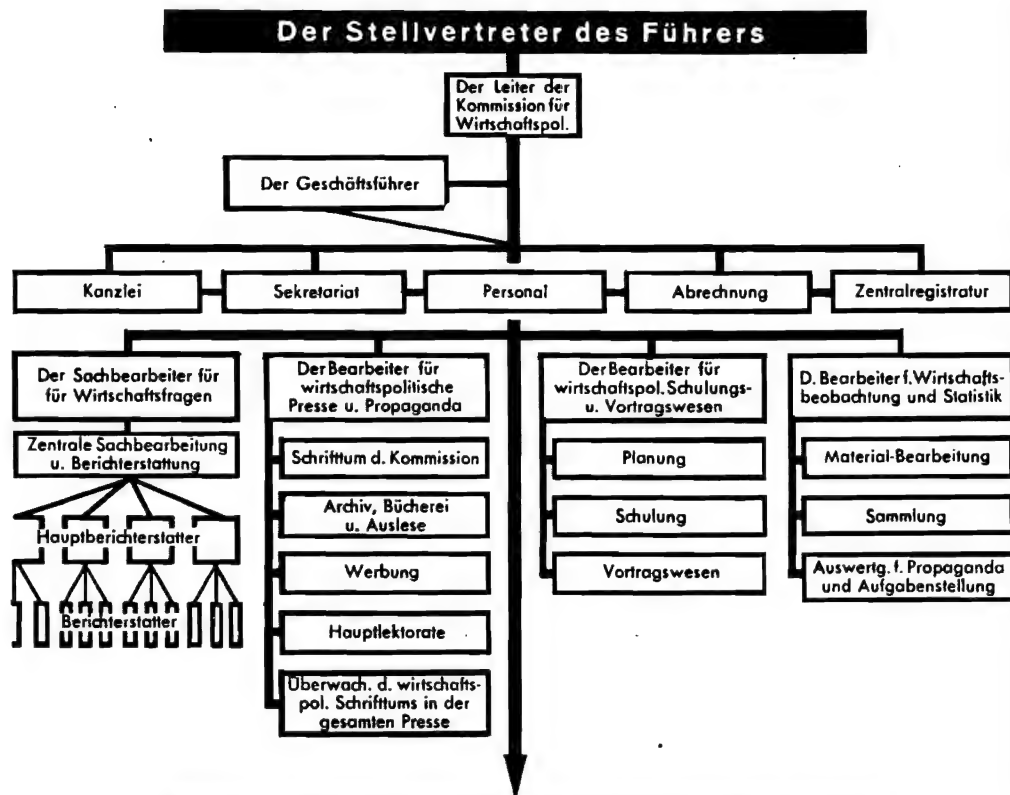 Der Stellvertreter des Führers
Der Leiter der
Kommission für
Wirtschaftspol.
Der Geschäftsführer
Kanzlei
Sekretariat
Personal
Abrechnung
Zentralregistratur
Der Sachbearbeiter für
für Wirtschaftsfragen
Zentrale Sachbearbeitung
u. Berichterstattung
Hauptberichterstatter
Berichterstatter
Der Bearbeiter für
wirtschaftspolitische
Presse u. Propaganda
Schrifttum d. Kommission
Archiv, Bücherei
u. Auslese
Werbung
Hauptlektorate
Überwach. d. wirtschafts-
pol. Schrifttums in der
gesamten Presse
Der Bearbeiter für
wirtschaftspol. Schulungs-
u. Vortragswesen
Planung
Schulung
Vortragswesen
D. Bearbeiter f. Wirtschafts-
beobachtung und Statistik
Material-Bearbeitung
Sammlung
Auswertg. f. Propaganda
und Aufgabenstellung